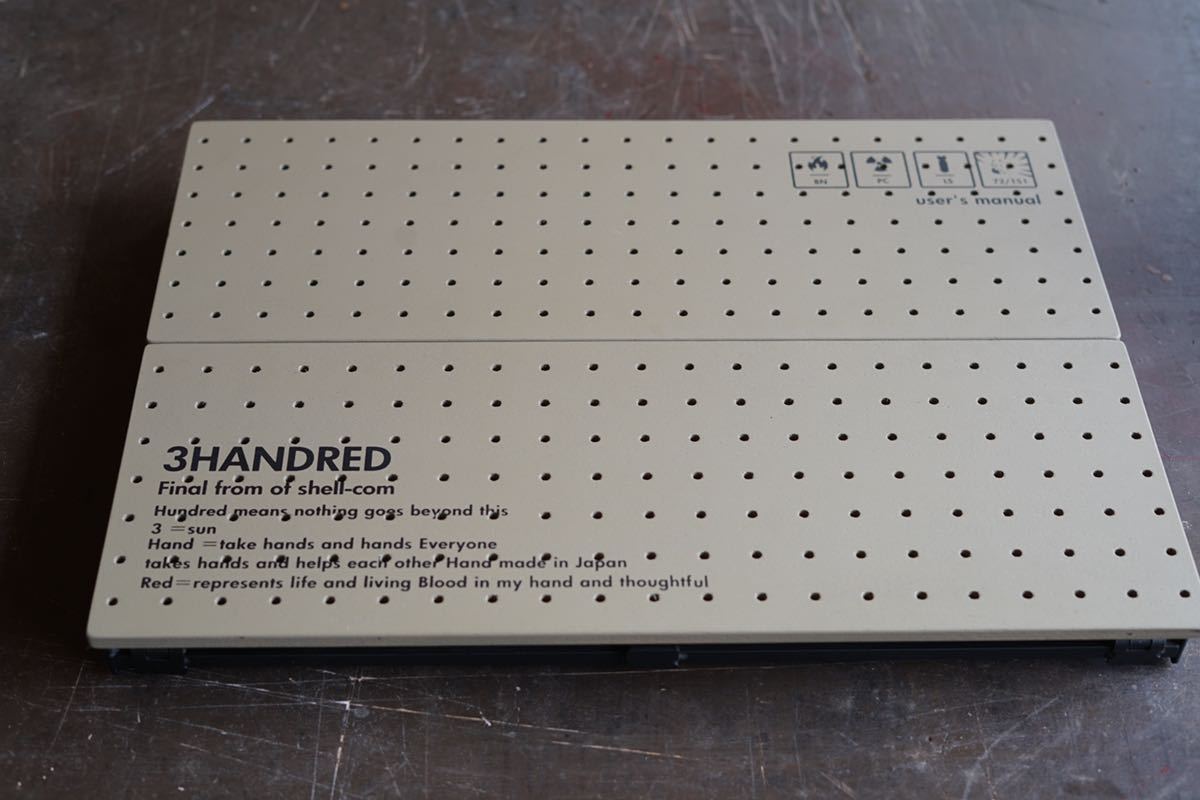 BN PC LS 72/151
user's manual
3HANDRED
Final from of shell-com
Hundred means nothing goes beyond this
3 =sun
Hand =take hands and hands Everyone
takes hands and helps each other Hand made in Japan
Red=represents life and living Blood in my hand and thoughtful